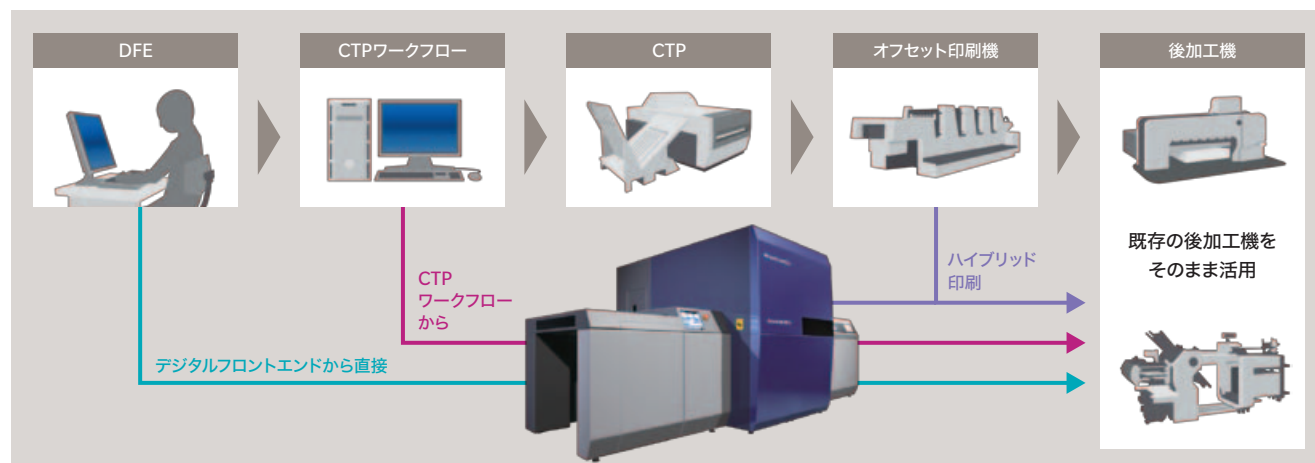 DFE
CTPワークフロー
CTP
オフセット印刷機
後加工機
既存の後加工機を
そのまま活用
ハイブリッド
印刷
CTP
ワークフロー
から
デジタルフロントエンドから直接